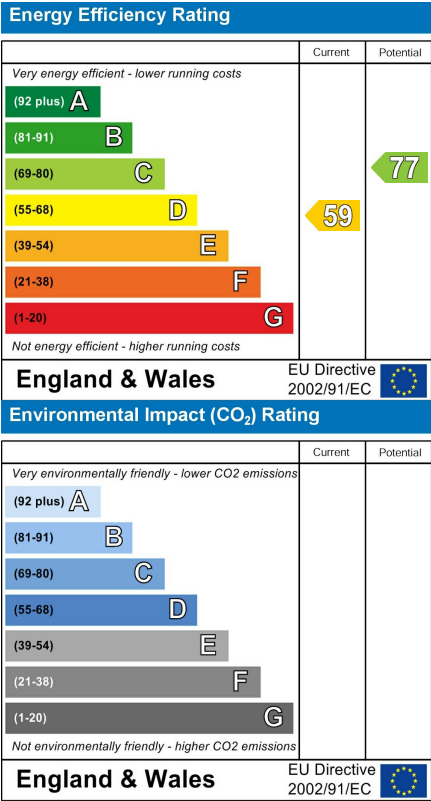 Energy Efficiency Rating
Current Potential
Very energy efficient - lower running costs
(92 plus) A
(81-91) B
(69-80) C
77
(55-68) D
59
(39-54) E
(21-38) F
(1-20) G
Not energy efficient - higher running costs
England & Wales
EU Directive
2002/91/EC
Environmental Impact (CO₂) Rating
Current Potential
Very environmentally friendly - lower CO2 emissions
(92 plus) A
(81-91) B
(69-80) C
(55-68) D
(39-54) E
(21-38) F
(1-20) G
Not environmentally friendly - higher CO2 emissions
England & Wales
EU Directive
2002/91/EC